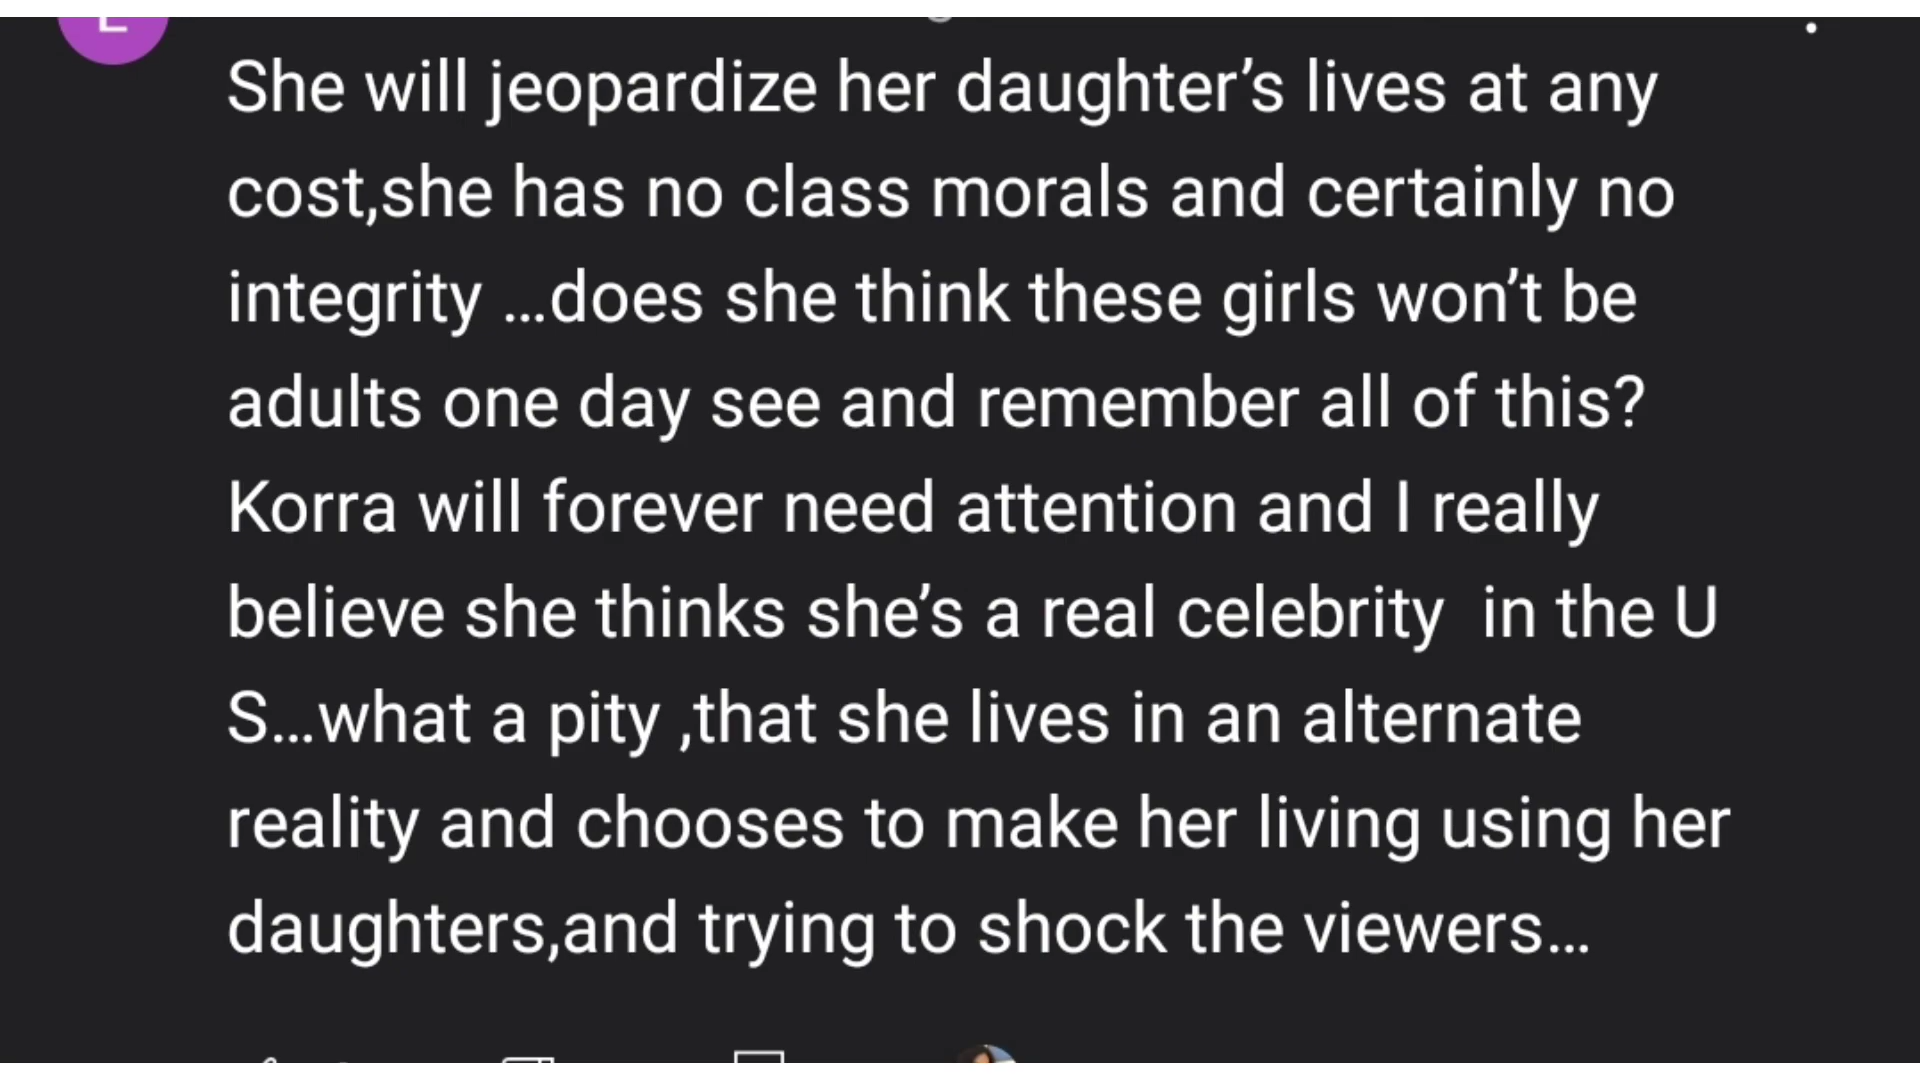 She will jeopardize her daughter’s lives at any
cost,she has no class morals and certainly no
integrity …does she think these girls won’t be
adults one day see and remember all of this?
Korra will forever need attention and I really
believe she thinks she’s a real celebrity  in the U
S…what a pity ,that she lives in an alternate
reality and chooses to make her living using her
daughters,and trying to shock the viewers…